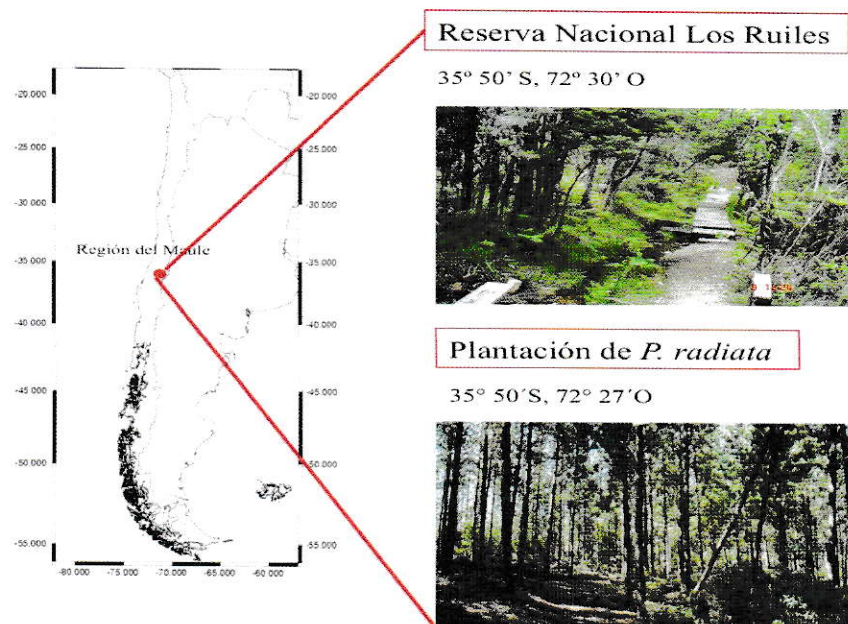 Reserva Nacional Los Ruiles
35º 50’ S, 72º 30’ O
Región del Maule
Plantación de P. radiata
35° 50´S, 72° 27´O
-20.000
-25.000
-30.000
-35.000
-40.000
-45.000
-50.000
-55.000
-20.000
-25.000
-30.000
-35.000
-40.000
-45.000
-50.000
-55.000
-80.000 -75.000 -70.000 -65.000 -60.000